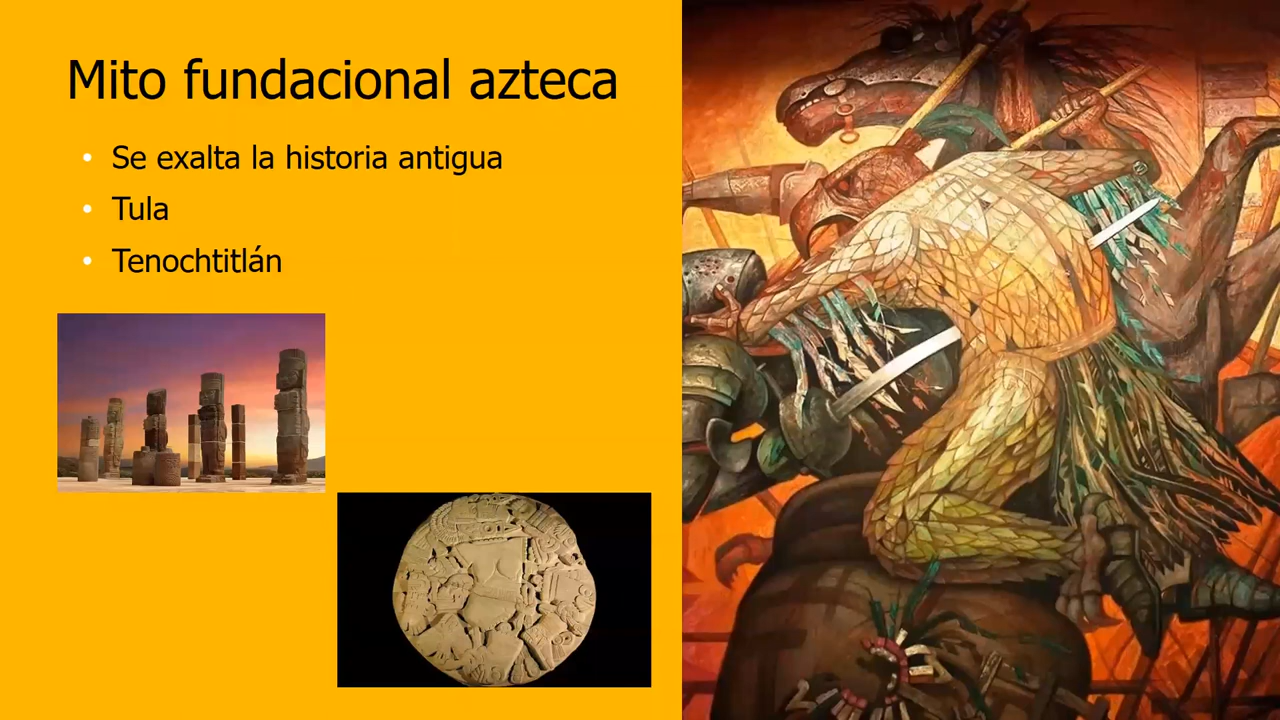 Mito fundacional azteca
• Se exalta la historia antigua
• Tula
• Tenochtitlán